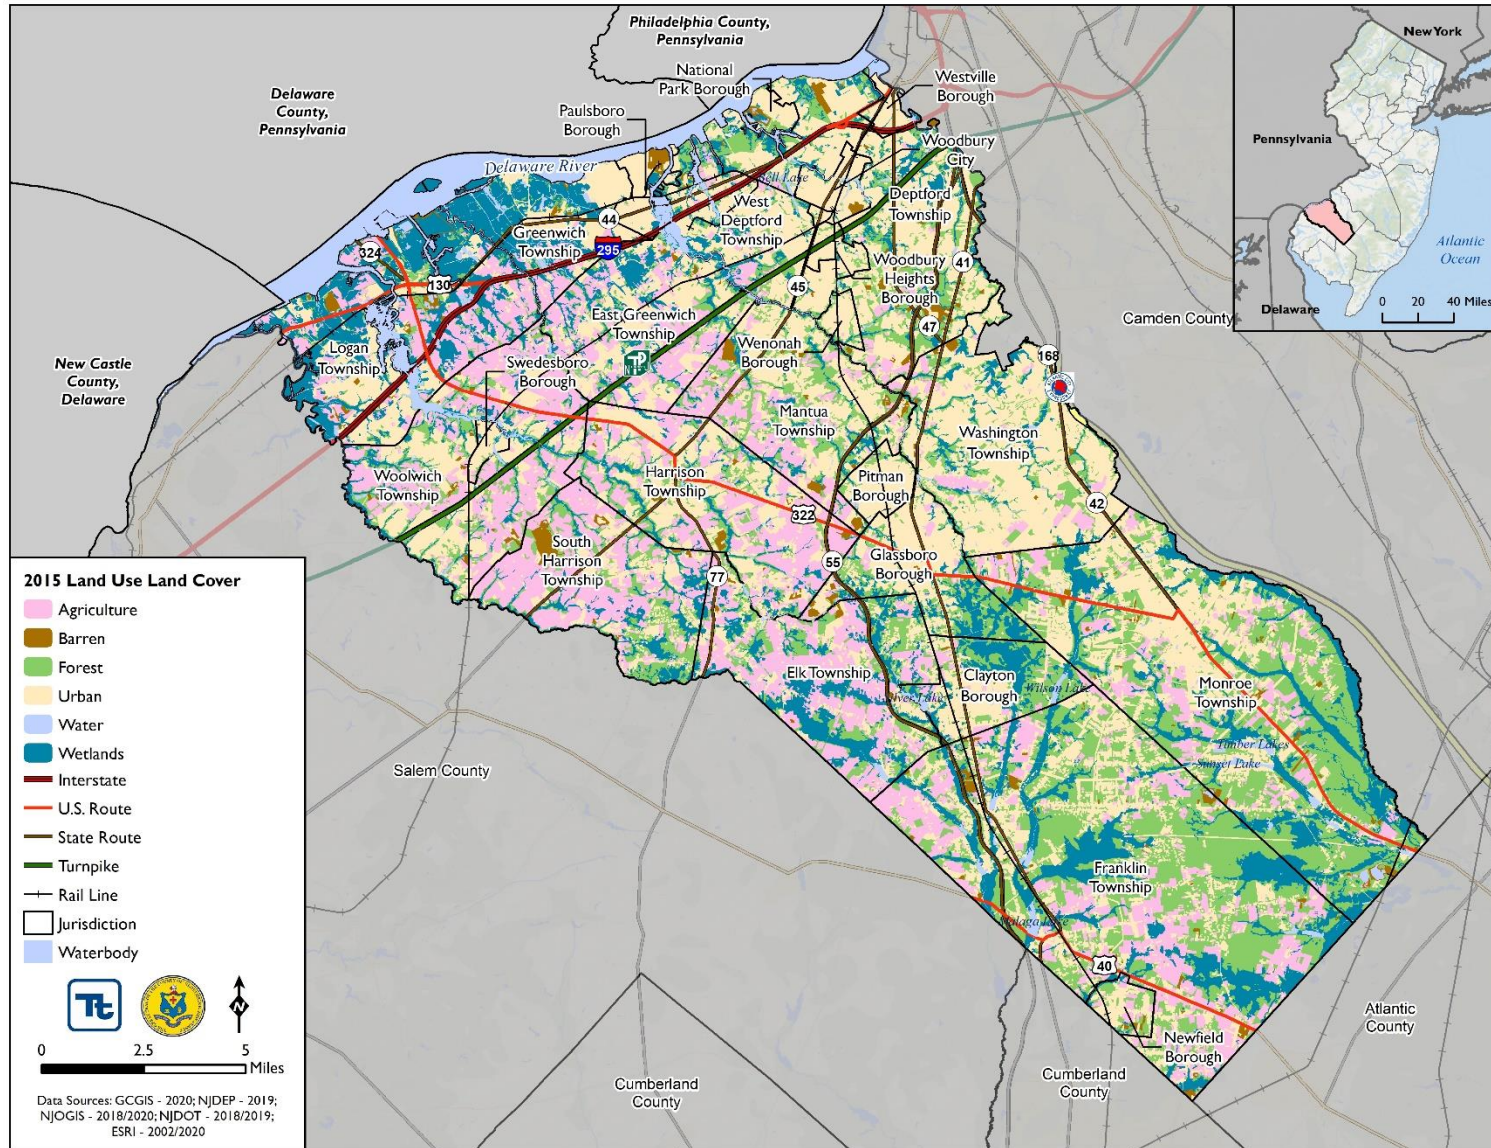 Philadelphia County,
Pennsylvania
Delaware
County,
Pennsylvania
National
Park Borough
Westville
Borough
Paulsboro
Borough
Woodbury
City
Delaware River
Deptford
Township
West
Deptford
Township
44
Greenwich
Township
295
324
130
Woodbury
Heights
Borough
41
45
47
East Greenwich
Township
Logan
Township
Wenonah
Borough
Swedesboro
Borough
New Castle
County,
Delaware
168
Camden County
Mantua
Township
Washington
Township
Woolwich
Township
Harrison
Township
Pitman
Borough
42
322
South
Harrison
Township
Glassboro
Borough
55
77
Elk Township
Clayton
Borough
Wilson Lake
Monroe
Township
Timber Lakes
Sunset Lake
Salem County
Franklin
Township
Malaga Lake
40
Newfield
Borough
Atlantic
County
Cumberland
County
Cumberland
County
New York
Pennsylvania
Atlantic
Ocean
Delaware
0 20 40 Miles
2015 Land Use Land Cover
Agriculture
Barren
Forest
Urban
Water
Wetlands
Interstate
U.S. Route
State Route
Turnpike
Rail Line
Jurisdiction
Waterbody
Tt
N
0 2.5 5
Miles
Data Sources: GCGIS - 2020; NJDEP - 2019;
NJOGIS - 2018/2020; NJDOT - 2018/2019;
ESRI - 2002/2020